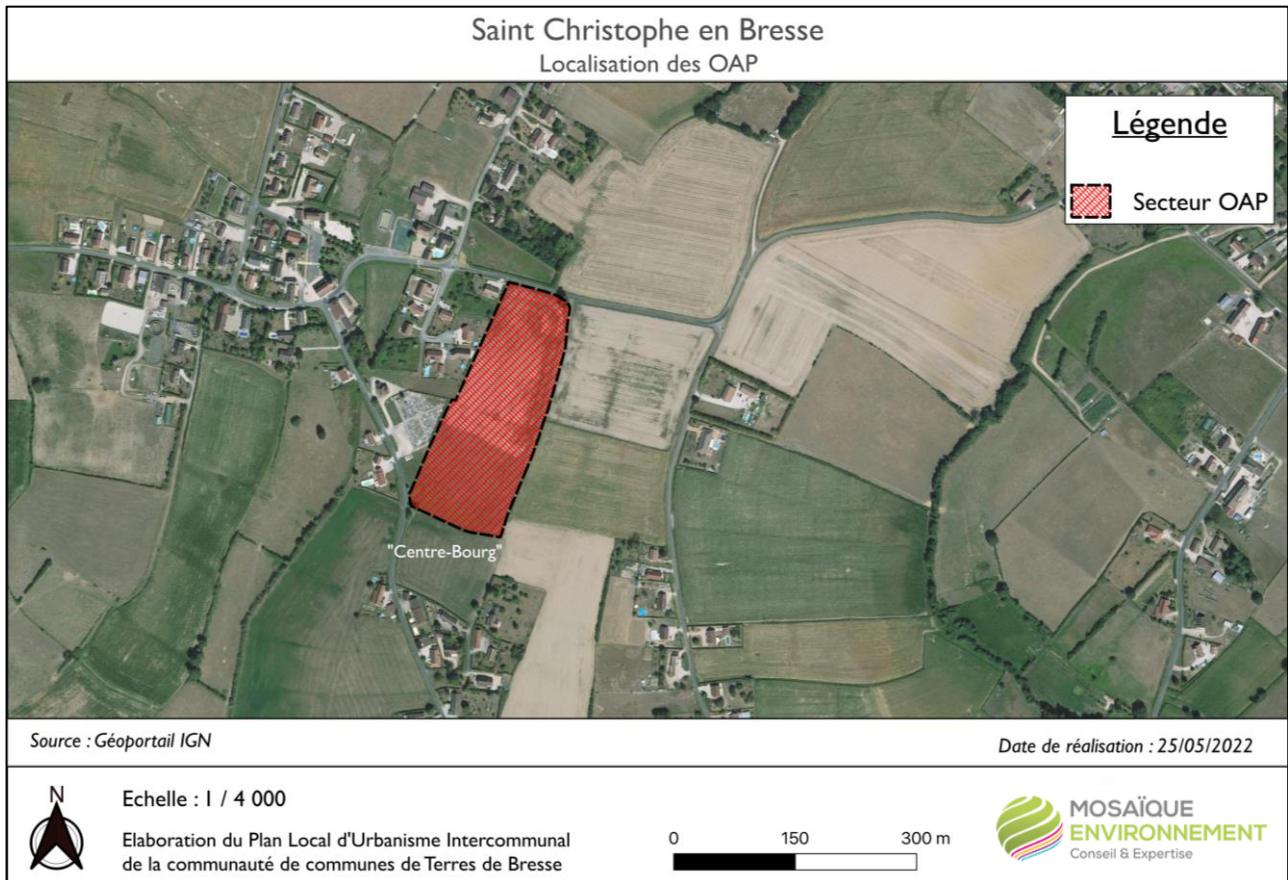 Saint Christophe en Bresse
Localisation des OAP
Légende
Secteur OAP
"Centre-Bourg"
Source : Géoportail IGN
Date de réalisation : 25/05/2022
N
Echelle : 1 / 4 000
Elaboration du Plan Local d'Urbanisme Intercommunal
de la communauté de communes de Terres de Bresse
0 150 300 m
MOSAÏQUE
ENVIRONNEMENT
Conseil & Expertise